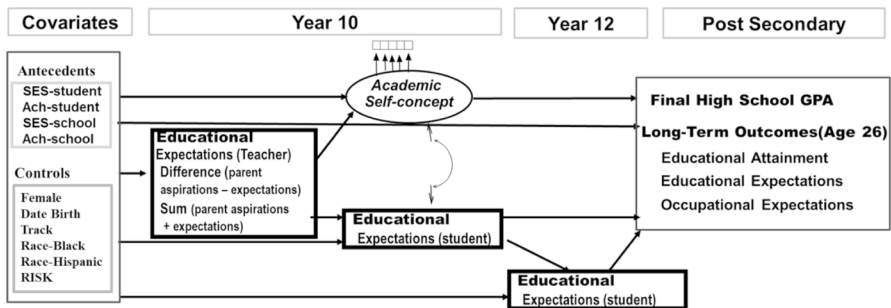 Covariates
Year 10
Year 12
Post Secondary
Antecedents
SES-student
Ach-student
SES-school
Ach-school
Controls
Female
Date Birth
Track
Race-Black
Race-Hispanic
RISK
Educational
Expectations (Teacher)
Difference (parent
aspirations – expectations)
Sum (parent aspirations
+ expectations)
Academic
Self-concept
Educational
Expectations (student)
Educational
Expectations (student)
Final High School GPA
Long-Term Outcomes(Age 26)
Educational Attainment
Educational Expectations
Occupational Expectations